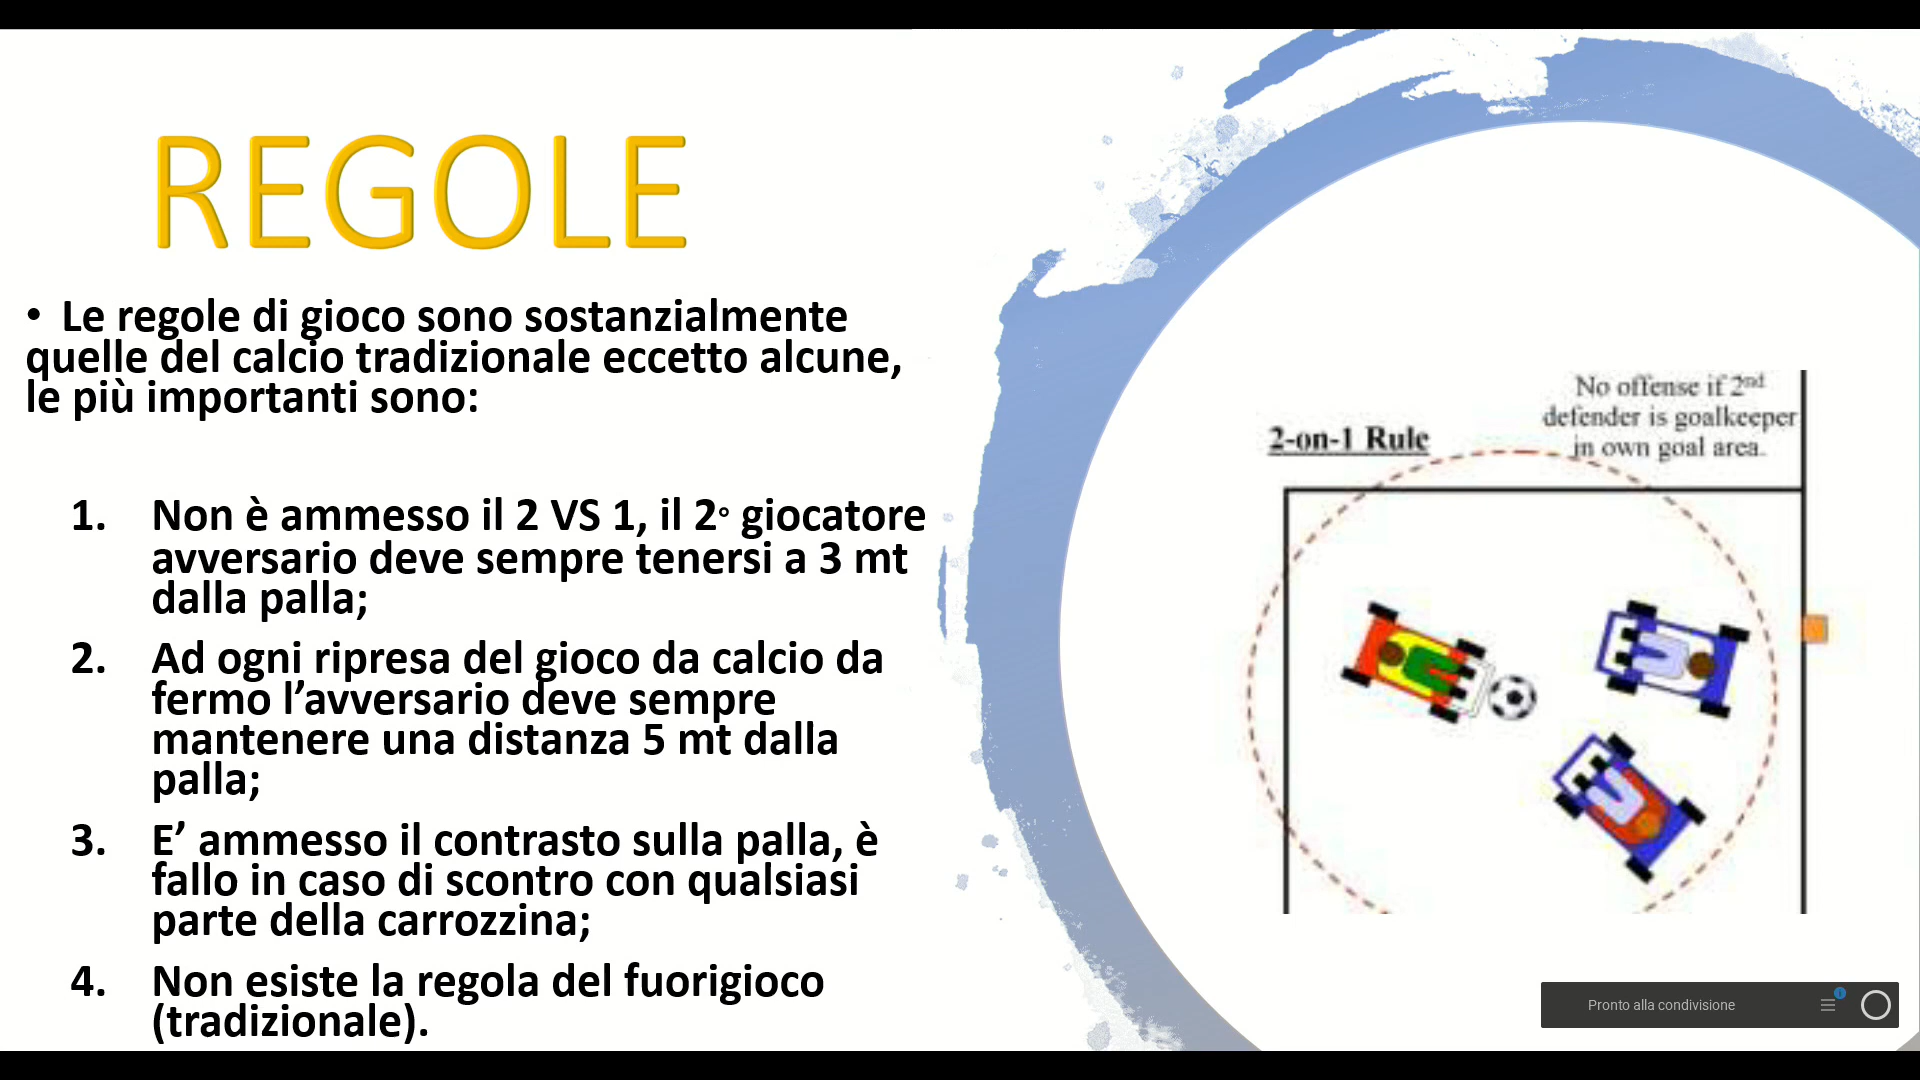 REGOLE
• Le regole di gioco sono sostanzialmente
quelle del calcio tradizionale eccetto alcune,
le più importanti sono:
1. Non è ammesso il 2 VS 1, il 2° giocatore
avversario deve sempre tenersi a 3 mt
dalla palla;
2. Ad ogni ripresa del gioco da calcio da
fermo l’avversario deve sempre
mantenere una distanza 5 mt dalla
palla;
3. E’ ammesso il contrasto sulla palla, è
fallo in caso di scontro con qualsiasi
parte della carrozzina;
4. Non esiste la regola del fuorigioco
(tradizionale).
No offense if 2nd
defender is goalkeeper
in own goal area.
2-on-1 Rule
Pronto alla condivisione